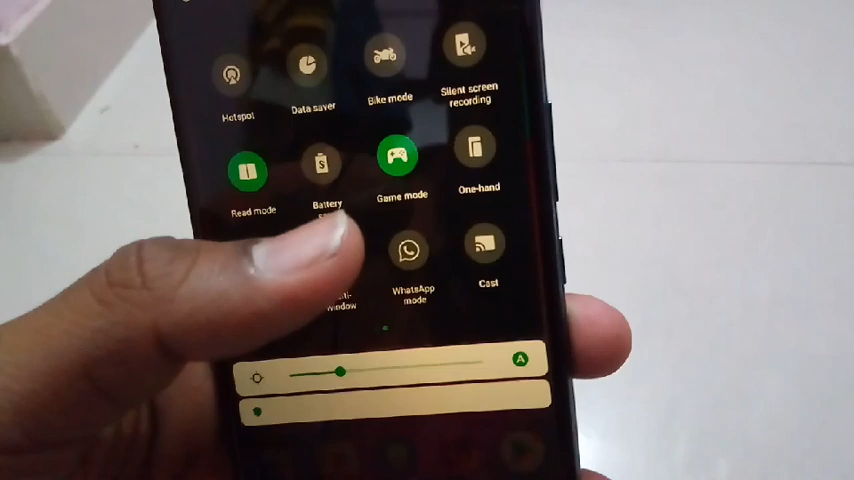 Hotspot
Data saver
Bike mode
Silent screen
recording
Read mode
Battery
Game mode
One-hand
Window
WhatsApp
mode
Cast
A